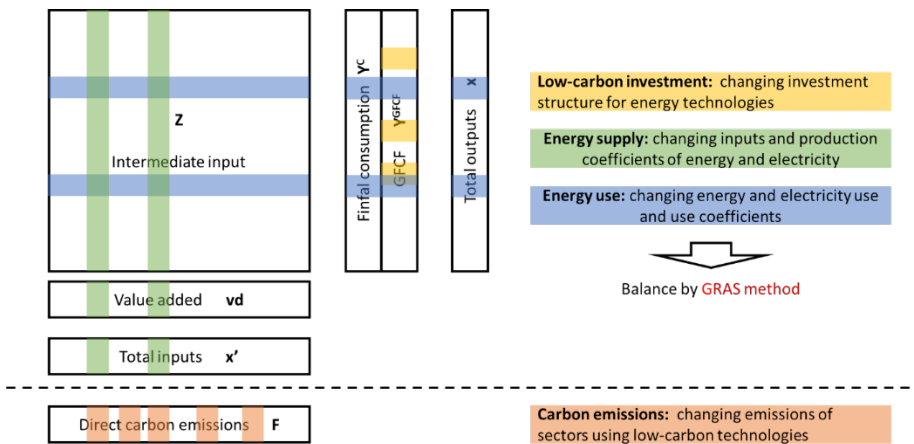 Z
Intermediate input
Finfal consumption Y^C
GFCF Y^GFCF
Total outputs x
Value added vd
Total inputs x'
Direct carbon emissions F
Low-carbon investment: changing investment
structure for energy technologies
Energy supply: changing inputs and production
coefficients of energy and electricity
Energy use: changing energy and electricity use
and use coefficients
Balance by GRAS method
Carbon emissions: changing emissions of
sectors using low-carbon technologies